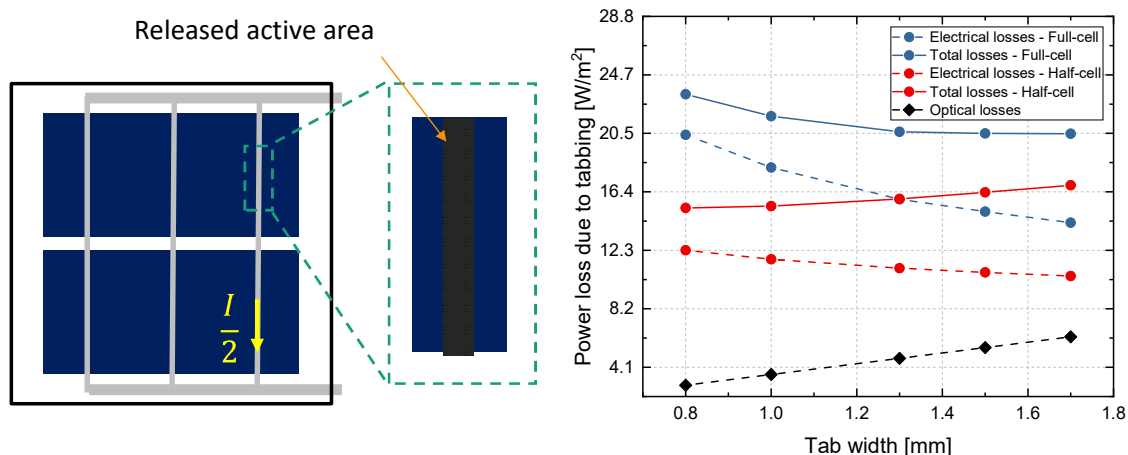 Released active area
I
2
Power loss due to tabbing [W/m²]
28.8
24.7
20.5
16.4
12.3
8.2
4.1
Electrical losses - Full-cell
Total losses - Full-cell
Electrical losses - Half-cell
Total losses - Half-cell
Optical losses
0.8 1.0 1.2 1.4 1.6 1.8
Tab width [mm]